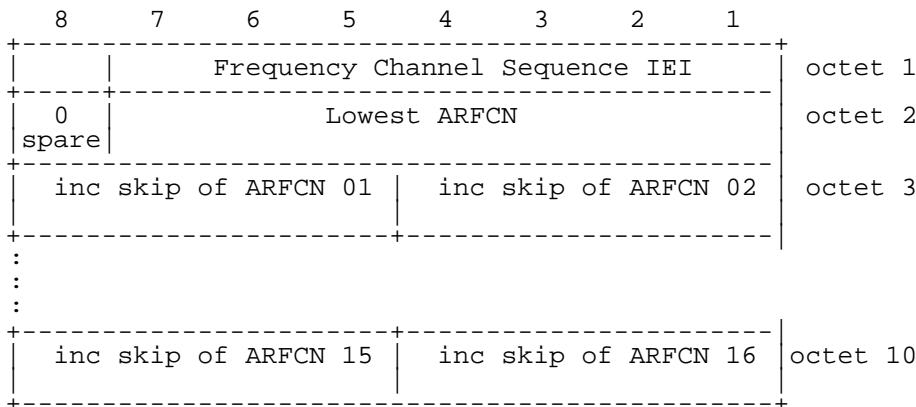 8 7 6 5 4 3 2 1
Frequency Channel Sequence IEI octet 1
0 Lowest ARFCN octet 2
spare
inc skip of ARFCN 01 inc skip of ARFCN 02 octet 3
:
:
:
inc skip of ARFCN 15 inc skip of ARFCN 16 octet 10